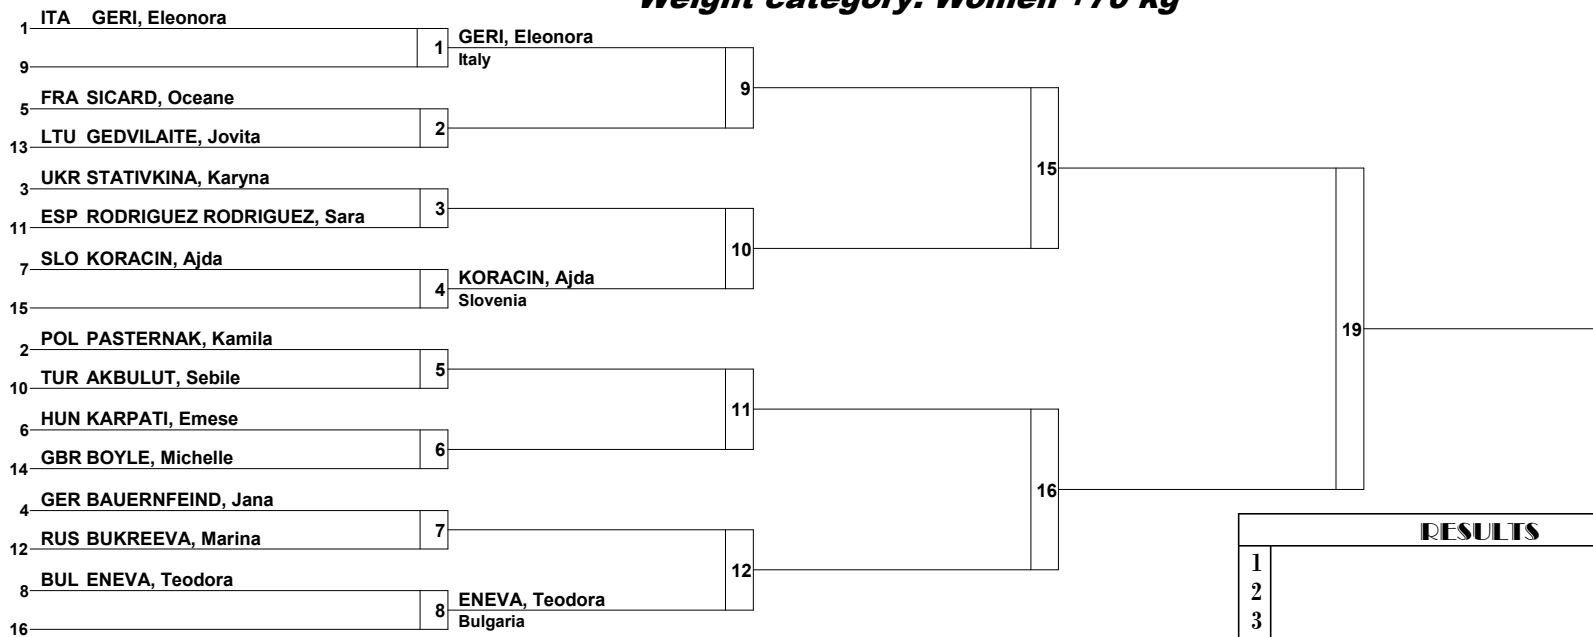 Weight category: Women +70 kg
1 ITA GERI, Eleonora
9
1 GERI, Eleonora
Italy
5 FRA SICARD, Oceane
13 LTU GEDVILAITE, Jovita
2
9
3 UKR STATIVKINA, Karyna
11 ESP RODRIGUEZ RODRIGUEZ, Sara
3
7 SLO KORACIN, Ajda
15
4 KORACIN, Ajda
Slovenia
10
15
2 POL PASTERNAK, Kamila
10 TUR AKBULUT, Sebile
5
6 HUN KARPATI, Emese
14 GBR BOYLE, Michelle
6
11
4 GER BAUERNFEIND, Jana
12 RUS BUKREEVA, Marina
7
8 BUL ENEVA, Teodora
16
8 ENEVA, Teodora
Bulgaria
12
16
19
RESULTS
1
2
3